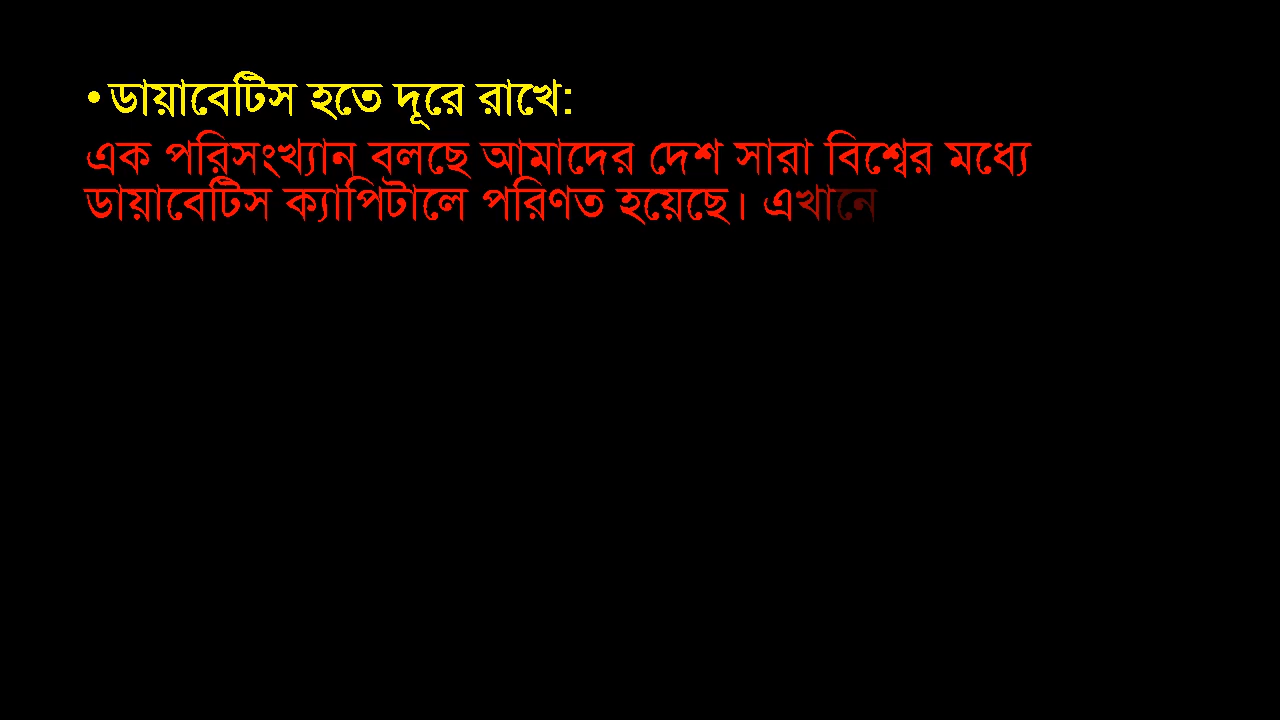 • ডায়াবেটিস হতে দূরে রাখে:
এক পরিসংখ্যান বলছে আমাদের দেশ সারা বিশ্বের মধ্যে
ডায়াবেটিস ক্যাপিটালে পরিণত হয়েছে। এখানে